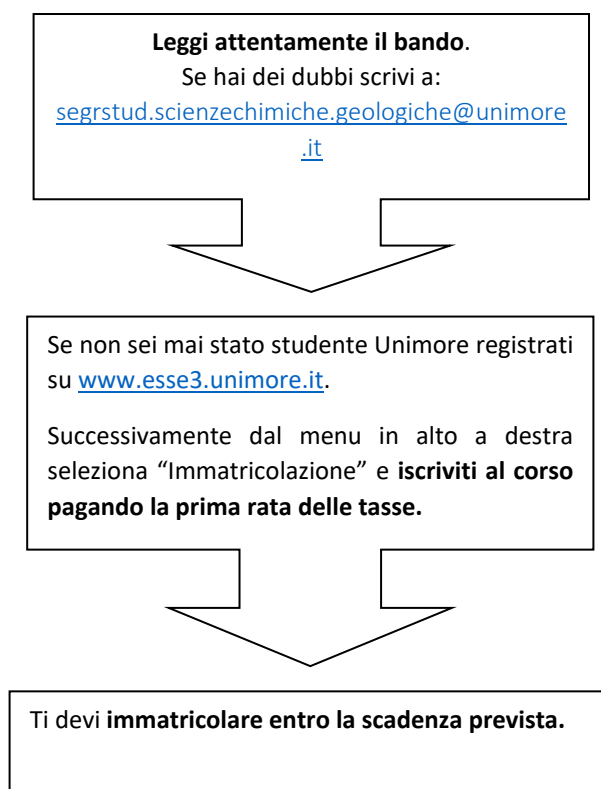 Leggi attentamente il bando.
Se hai dei dubbi scrivi a:
segrstud.scienzechimiche.geologiche@unimore
.it
Se non sei mai stato studente Unimore registrati
su www.esse3.unimore.it.
Successivamente dal menu in alto a destra
seleziona “Immatricolazione” e iscriviti al corso
pagando la prima rata delle tasse.
Ti devi immatricolare entro la scadenza prevista.